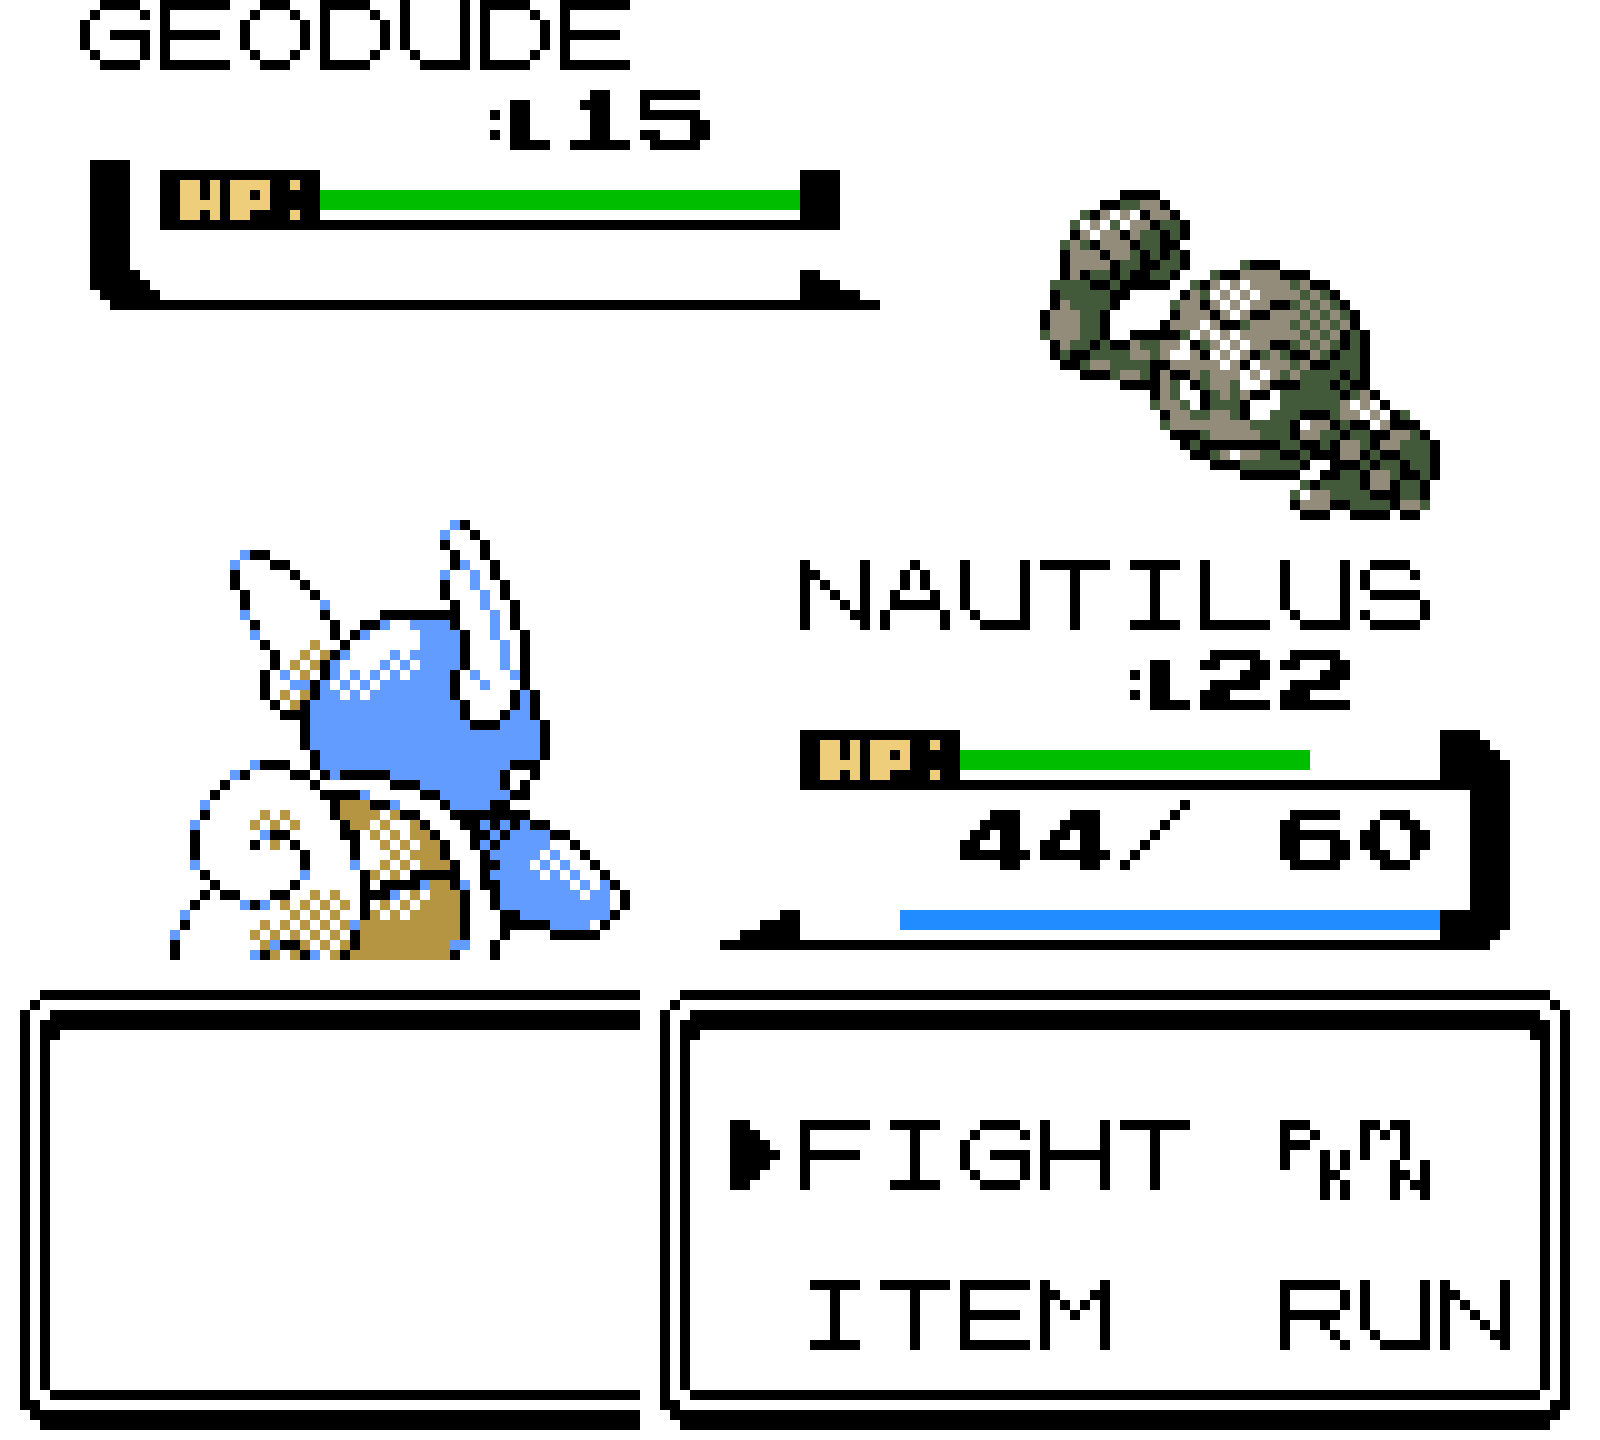 GEODUDE
:L15
HP:
NAUTILUS
:L22
HP:
44/ 60
▶FIGHT PKMN
ITEM RUN